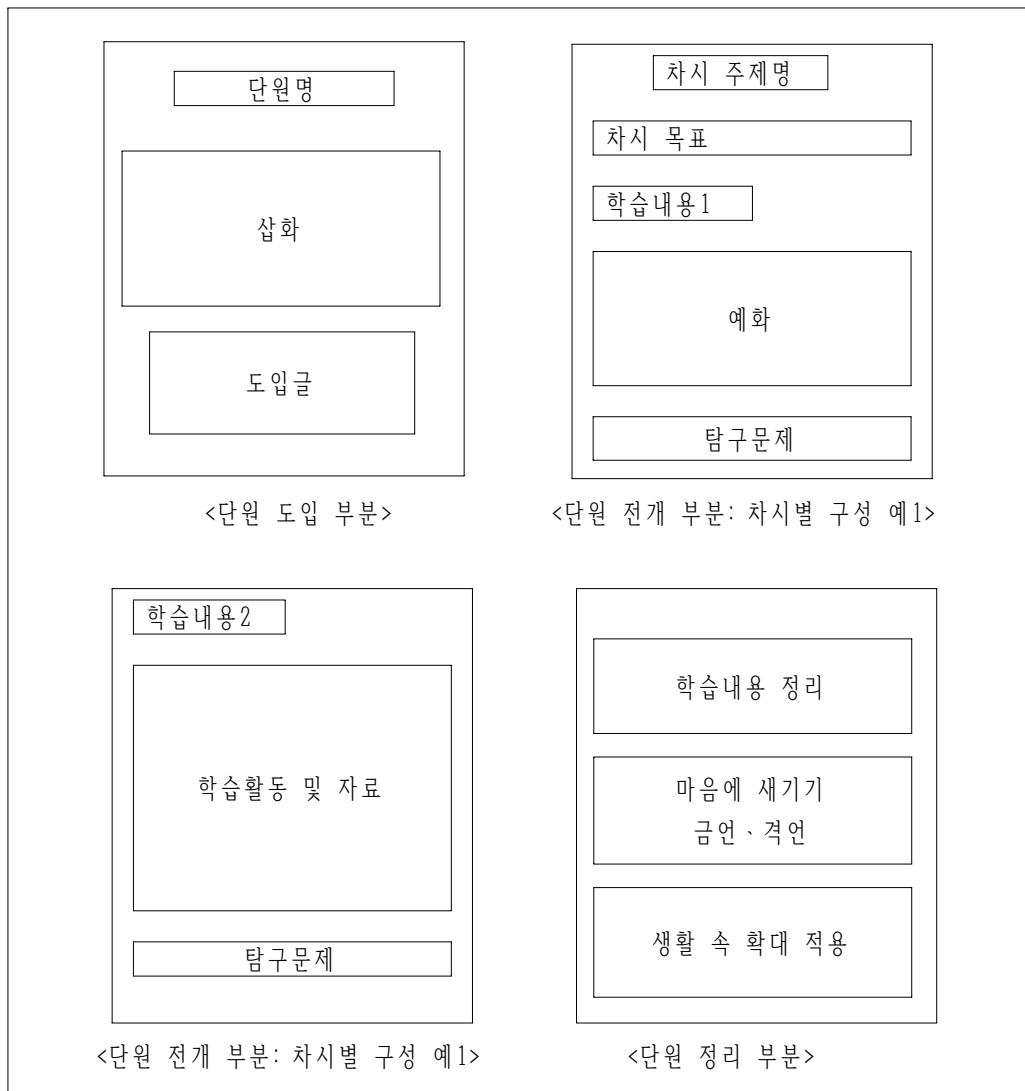 단원명
삽화
도입글
<단원 도입 부분>
차시 주제명
차시 목표
학습내용1
예화
탐구문제
<단원 전개 부분: 차시별 구성 예1>
학습내용2
학습활동 및 자료
탐구문제
<단원 전개 부분: 차시별 구성 예1>
학습내용 정리
마음에 새기기
금언、격언
생활 속 확대 적용
<단원 정리 부분>